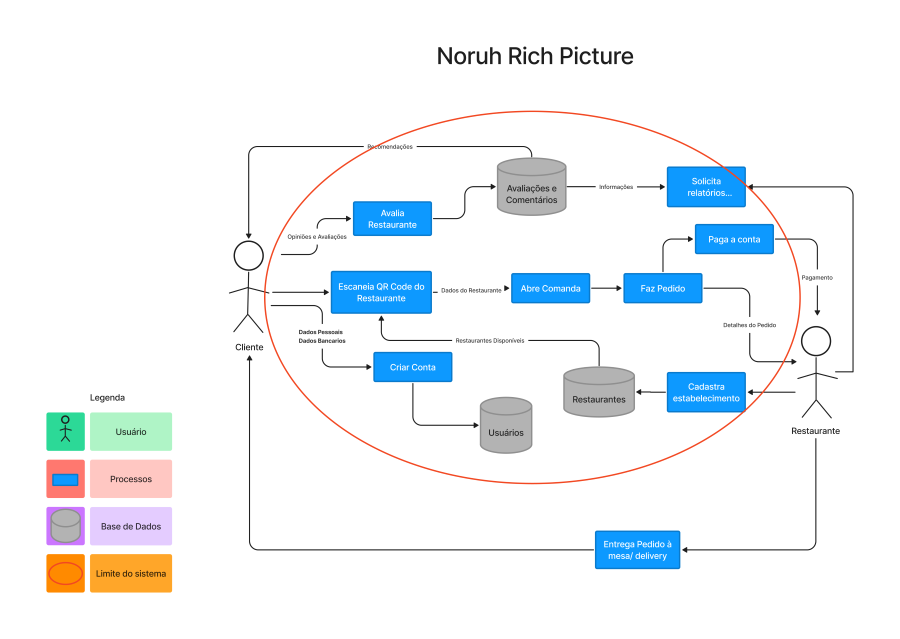 Noruh Rich Picture
Recomendações
Avaliações e
Comentários
Informações
Solicita
relatórios...
Avalia
Restaurante
Opiniões e Avaliações
Paga a conta
Pagamento
Escaneia QR Code do
Restaurante
Dados do Restaurante
Abre Comanda
Faz Pedido
Detalhes do Pedido
Cliente
Dados Pessoais
Dados Bancarios
Restaurantes Disponíveis
Criar Conta
Restaurantes
Cadastra
estabelecimento
Usuários
Restaurante
Legenda
Usuário
Processos
Base de Dados
Limite do sistema
Entrega Pedido à
mesa/ delivery